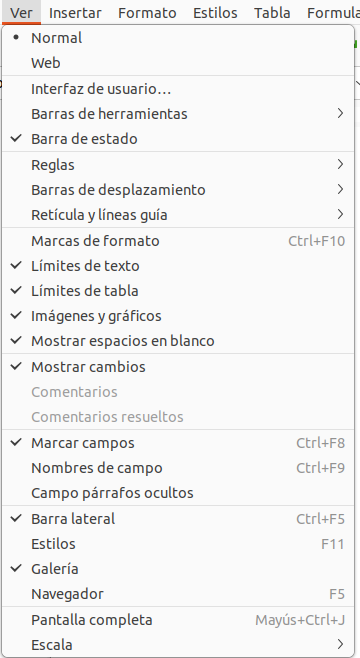 Ver Insertar Formato Estilos Tabla Formula
Normal
Web
Interfaz de usuario…
Barras de herramientas
Barra de estado
Reglas
Barras de desplazamiento
Retícula y líneas guía
Marcas de formato Ctrl+F10
Límites de texto
Límites de tabla
Imágenes y gráficos
Mostrar espacios en blanco
Mostrar cambios
Comentarios
Comentarios resueltos
Marcar campos Ctrl+F8
Nombres de campo Ctrl+F9
Campo párrafos ocultos
Barra lateral Ctrl+F5
Estilos F11
Galería
Navegador F5
Pantalla completa Mayús+Ctrl+J
Escala